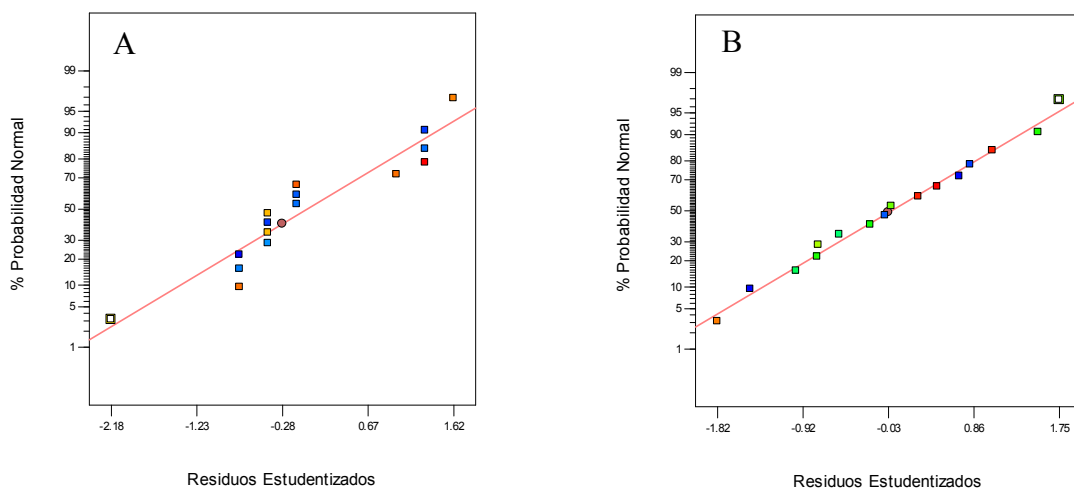 A
% Probabilidad Normal
99
95
90
80
70
50
30
20
10
5
1
-2.18 -1.23 -0.28 0.67 1.62
Residuos Estudentizados
B
% Probabilidad Normal
99
95
90
80
70
50
30
20
10
5
1
-1.82 -0.92 -0.03 0.86 1.75
Residuos Estudentizados